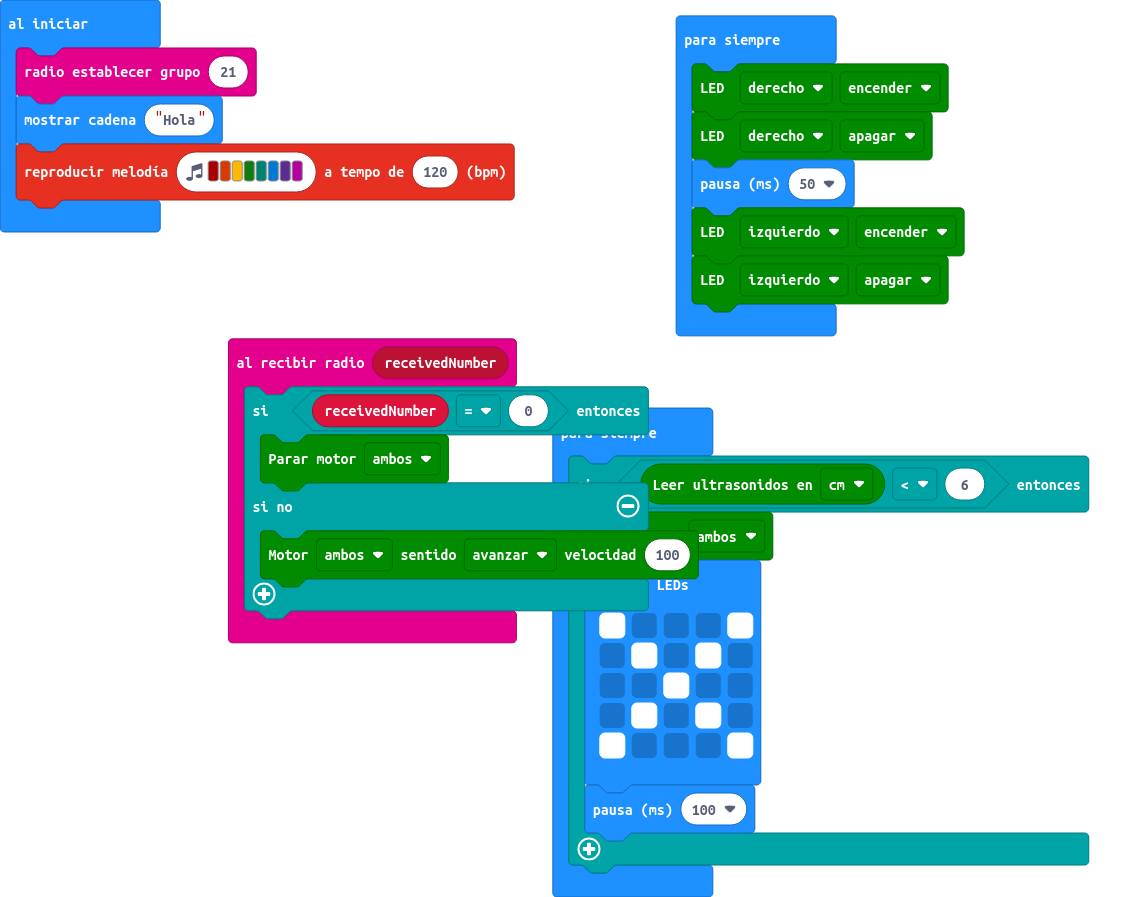 al iniciar
radio establecer grupo 21
mostrar cadena "Hola"
reproducir melodía a tempo de 120 (bpm)
para siempre
LED derecho encender
LED derecho apagar
pausa (ms) 50
LED izquierdo encender
LED izquierdo apagar
al recibir radio receivedNumber
si receivedNumber = 0 entonces
Parar motor ambos
si no
Motor ambos sentido avanzar velocidad 100
para siempre
Leer ultrasonidos en cm < 6 entonces
ambos
LEDs
pausa (ms) 100